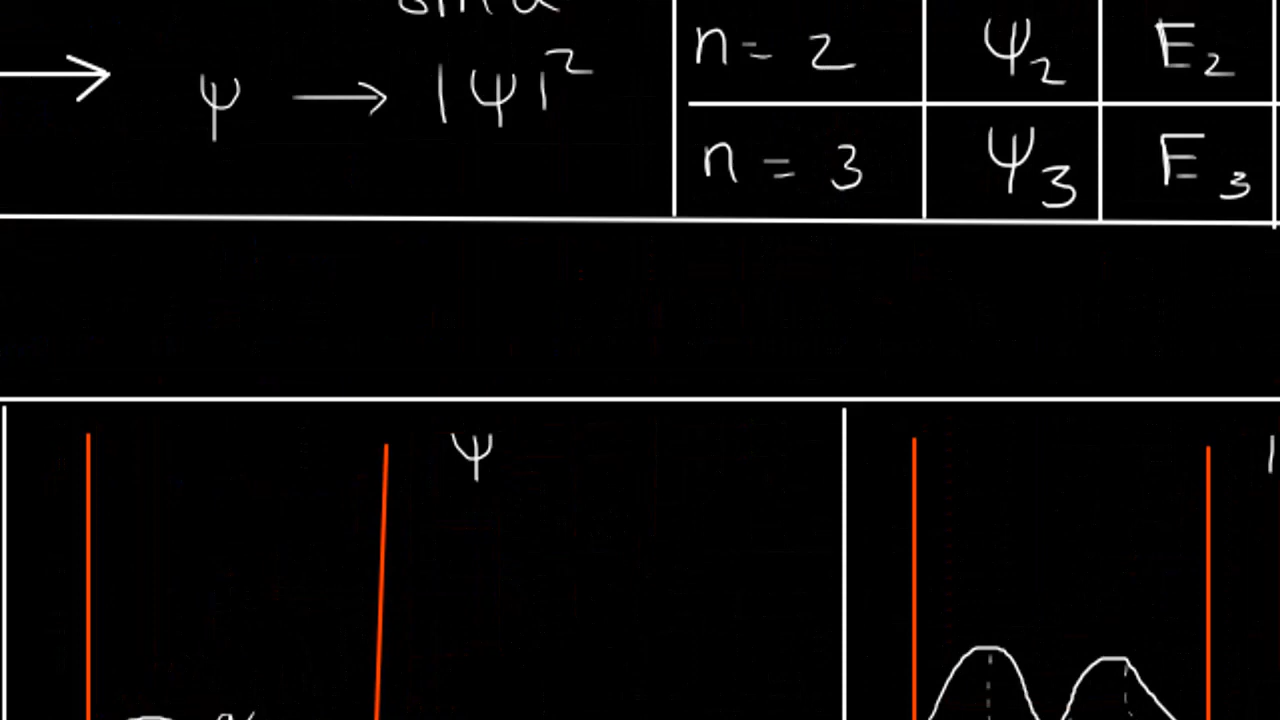 ψ → |ψ|²
n = 2 ψ₂ E₂
n = 3 ψ₃ E₃
ψ